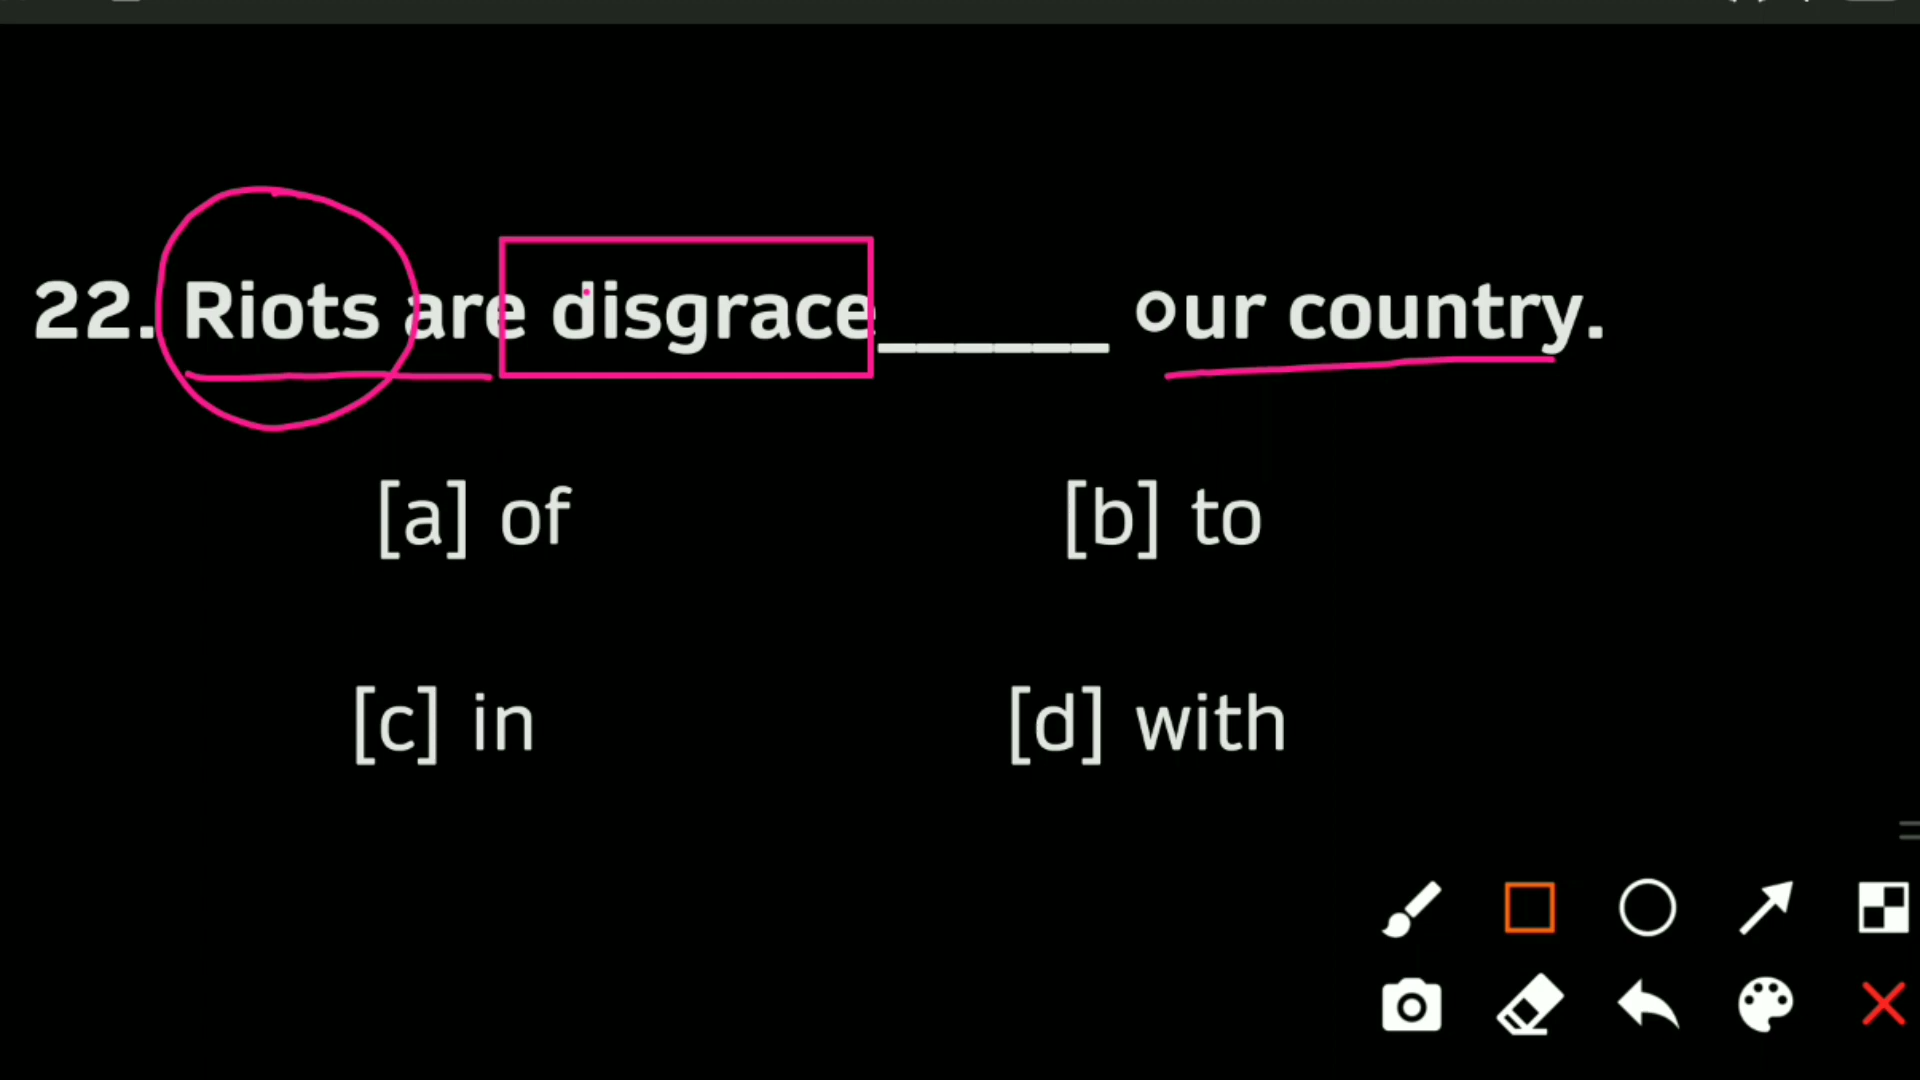 22. Riots are disgrace______ our country.
[a] of [b] to
[c] in [d] with